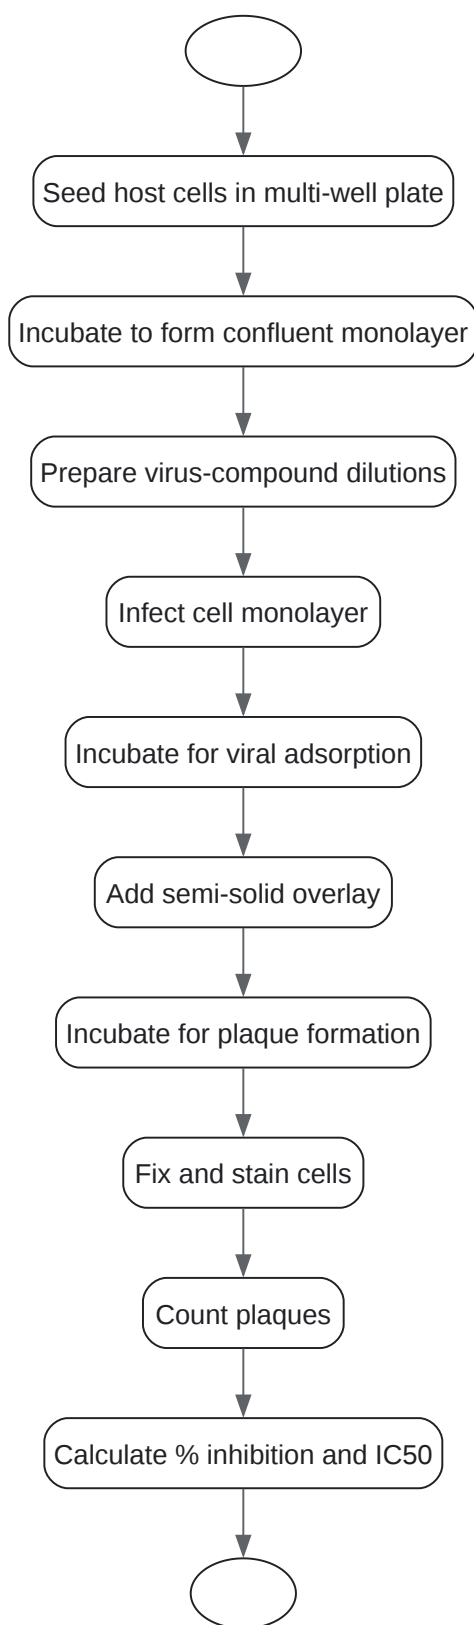 Seed host cells in multi-well plate
Incubate to form confluent monolayer
Prepare virus-compound dilutions
Infect cell monolayer
Incubate for viral adsorption
Add semi-solid overlay
Incubate for plaque formation
Fix and stain cells
Count plaques
Calculate % inhibition and IC50